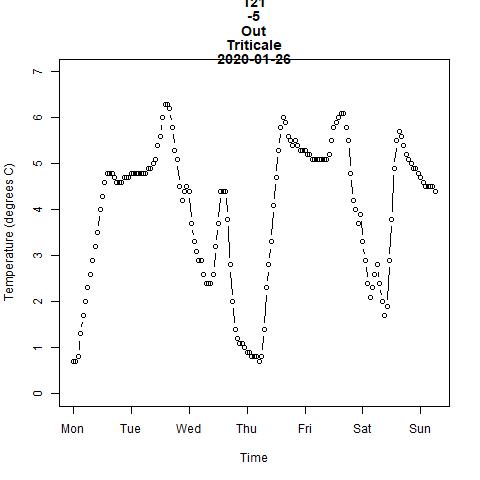 121
-5
Out
Triticale
2020-01-26
Temperature (degrees C)
7
6
5
4
3
2
1
0
Mon Tue Wed Thu Fri Sat Sun
Time